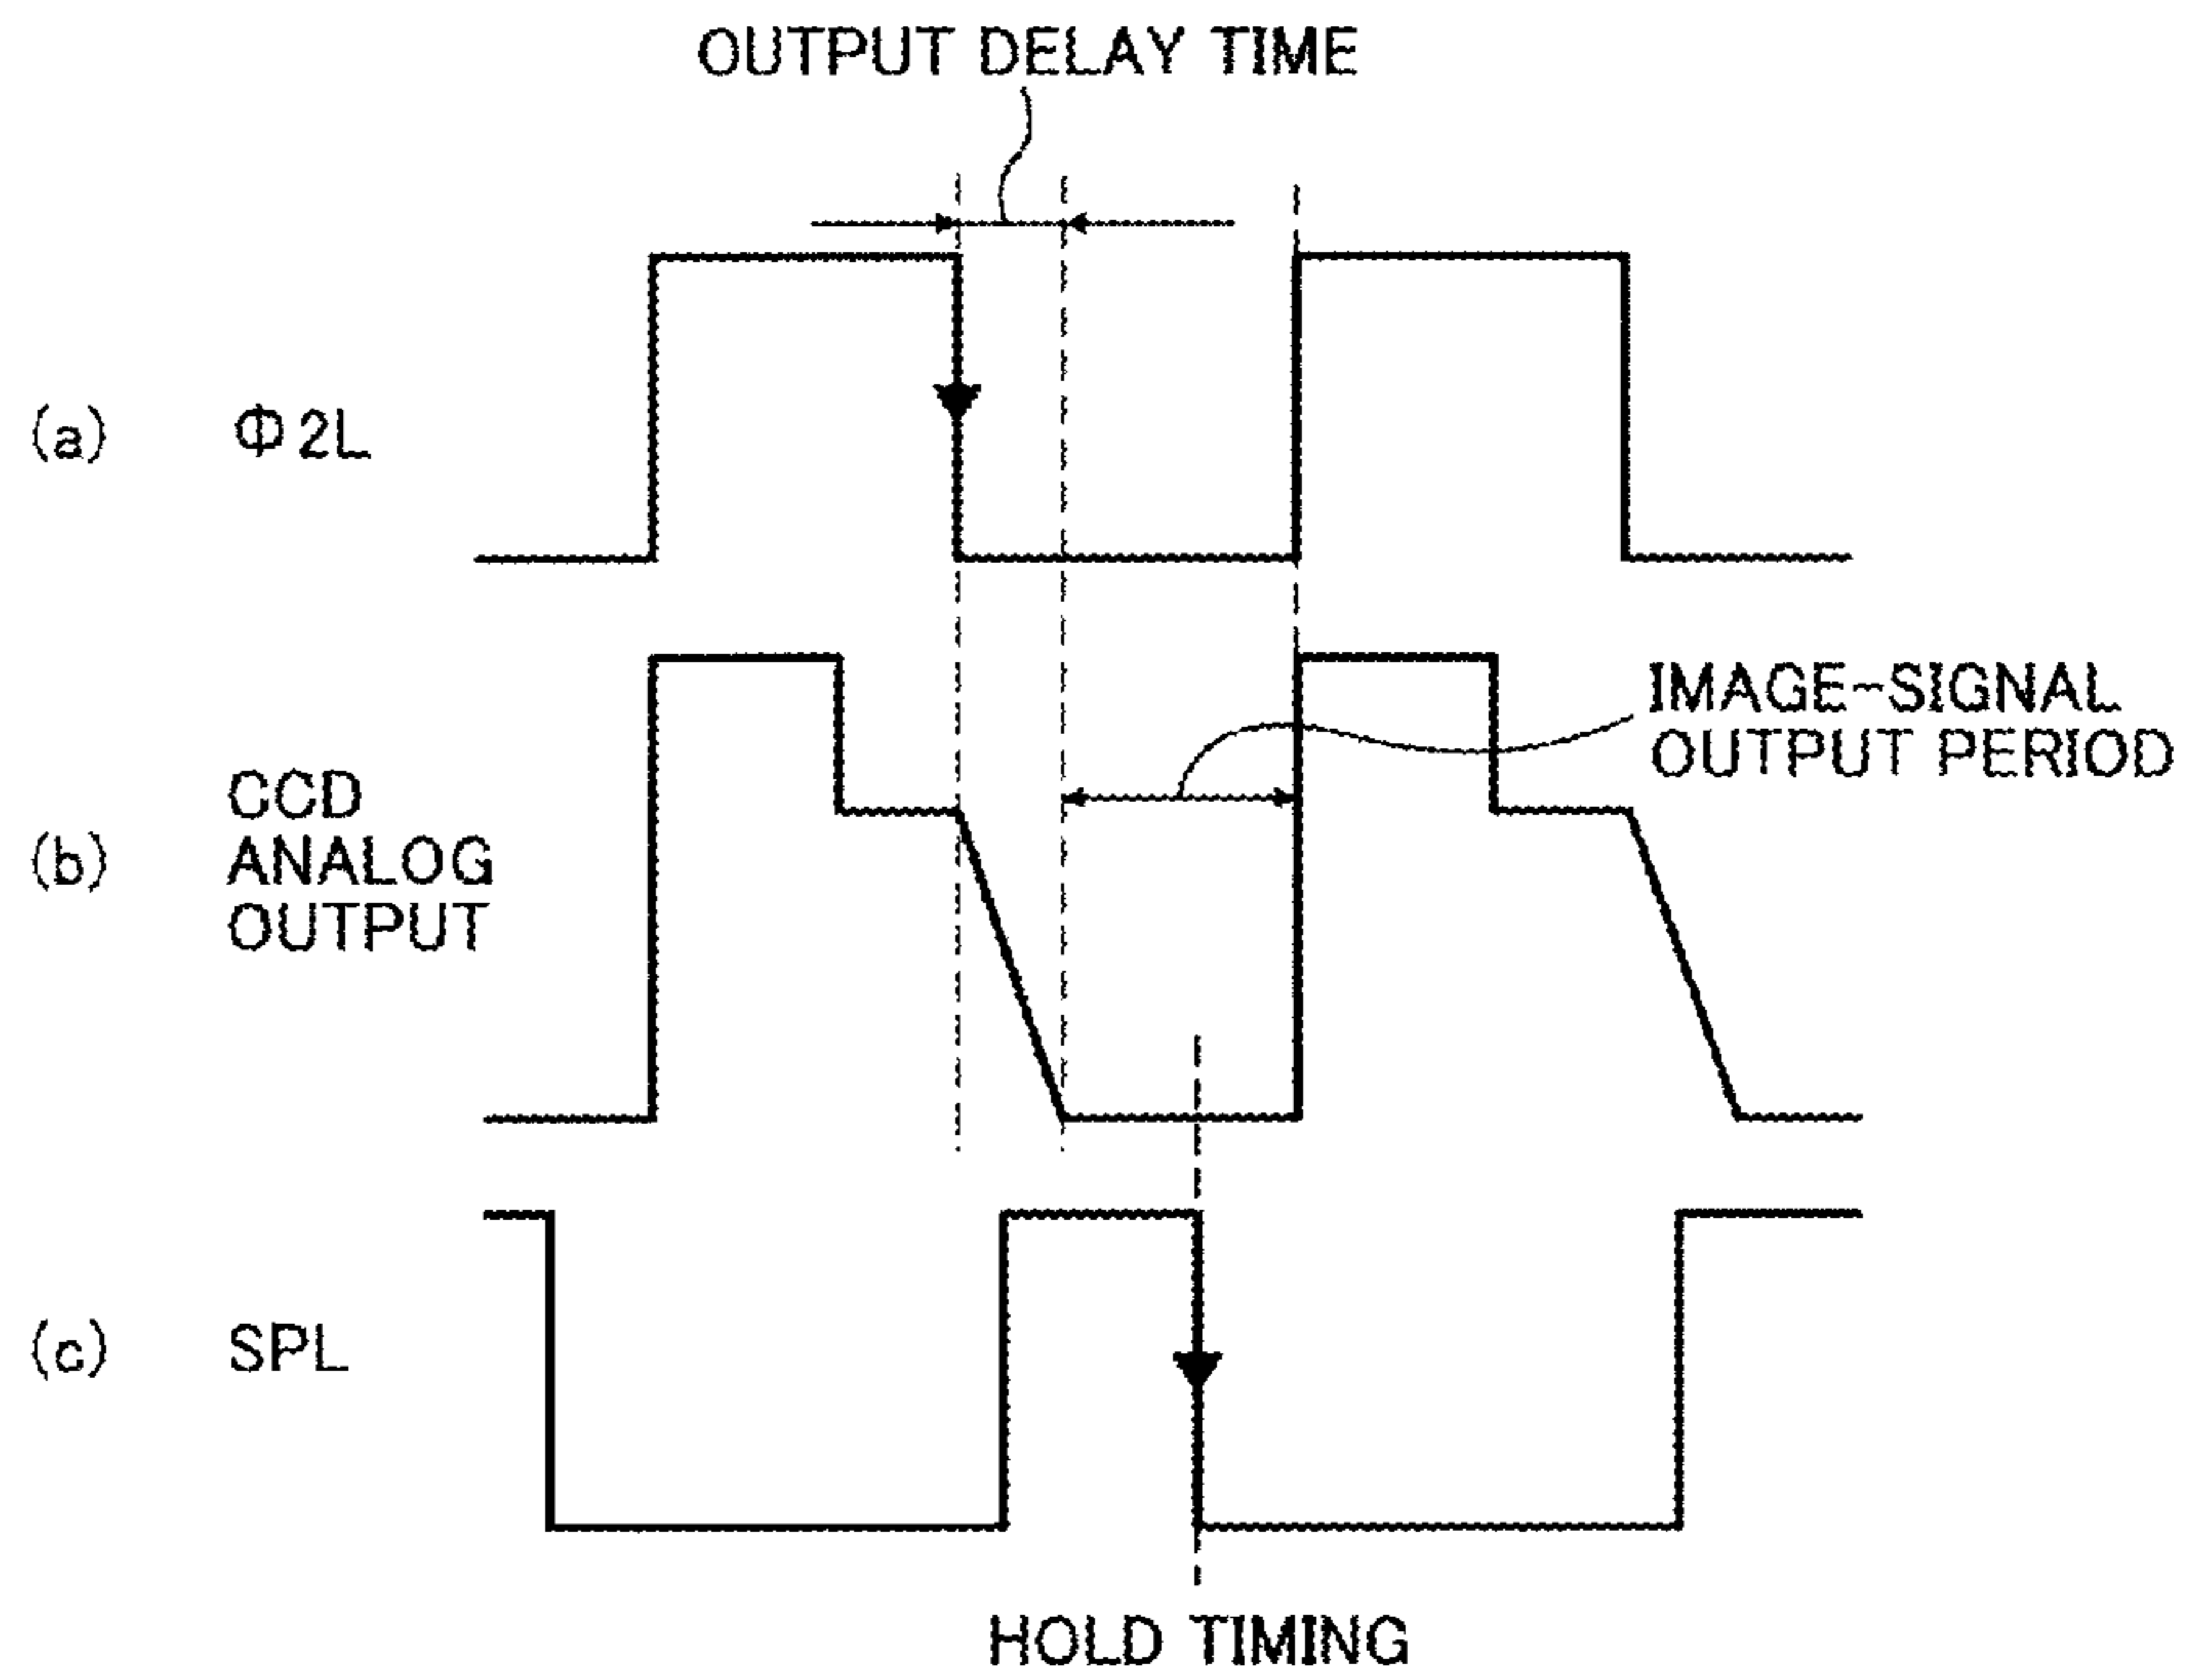 OUTPUT DELAY TIME
(a) Φ2L
IMAGE-SIGNAL
OUTPUT PERIOD
(b) CCD
ANALOG
OUTPUT
(c) SPL
HOLD TIMING